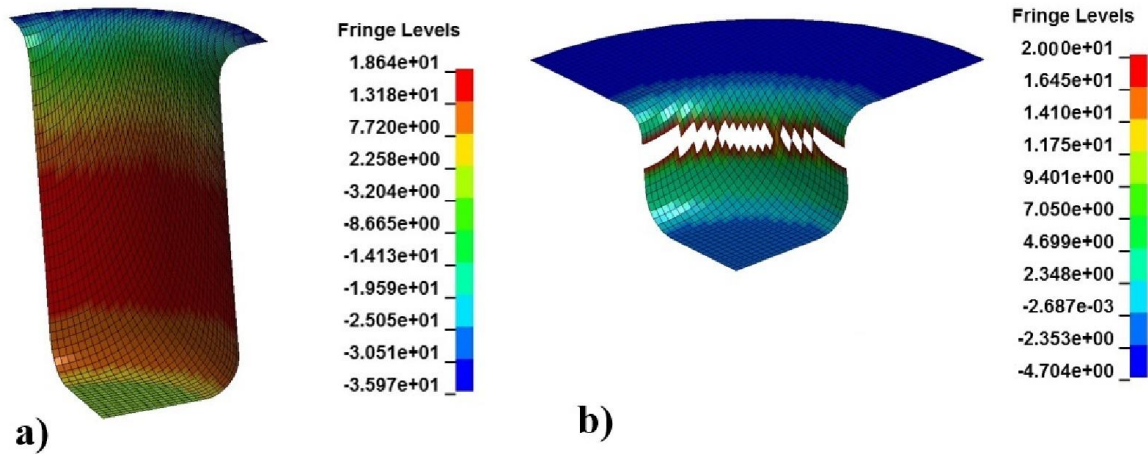 Fringe Levels
1.864e+01
1.318e+01
7.720e+00
2.258e+00
-3.204e+00
-8.665e+00
-1.413e+01
-1.959e+01
-2.505e+01
-3.051e+01
-3.597e+01
a)
Fringe Levels
2.000e+01
1.645e+01
1.410e+01
1.175e+01
9.401e+00
7.050e+00
4.699e+00
2.348e+00
-2.687e-03
-2.353e+00
-4.704e+00
b)